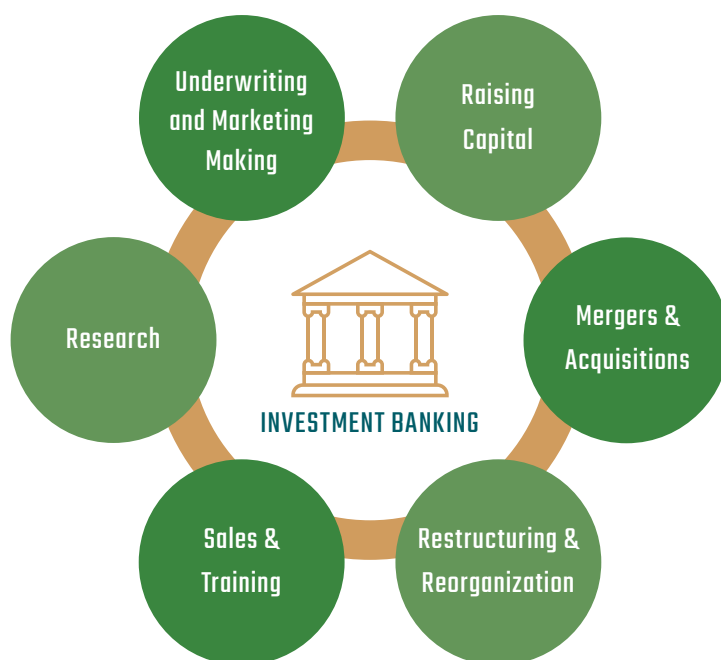 Underwriting
and Marketing
Making
Raising
Capital
Research
Mergers &
Acquisitions
INVESTMENT BANKING
Sales &
Training
Restructuring &
Reorganization